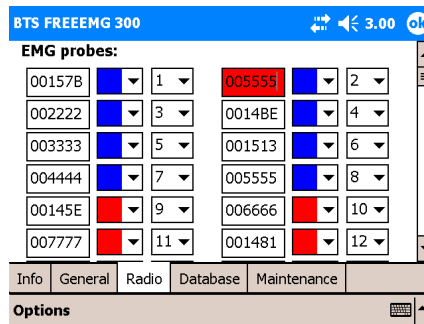 BTS FREEEMG 300 3.00 ok
EMG probes:
00157B 1 005555 2
002222 3 0014BE 4
003333 5 001513 6
004444 7 005555 8
00145E 9 006666 10
007777 11 001481 12
Info General Radio Database Maintenance
Options